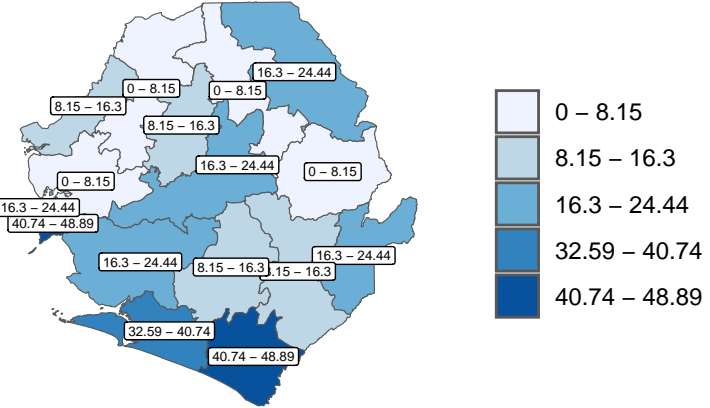 16.3 – 24.44
0 – 8.15
0 – 8.15
8.15 – 16.3
8.15 – 16.3
16.3 – 24.44
0 – 8.15
0 – 8.15
16.3 – 24.44
40.74 – 48.89
16.3 – 24.44
16.3 – 24.44
8.15 – 16.3
.15 – 16.3
32.59 – 40.74
40.74 – 48.89
0 – 8.15
8.15 – 16.3
16.3 – 24.44
32.59 – 40.74
40.74 – 48.89